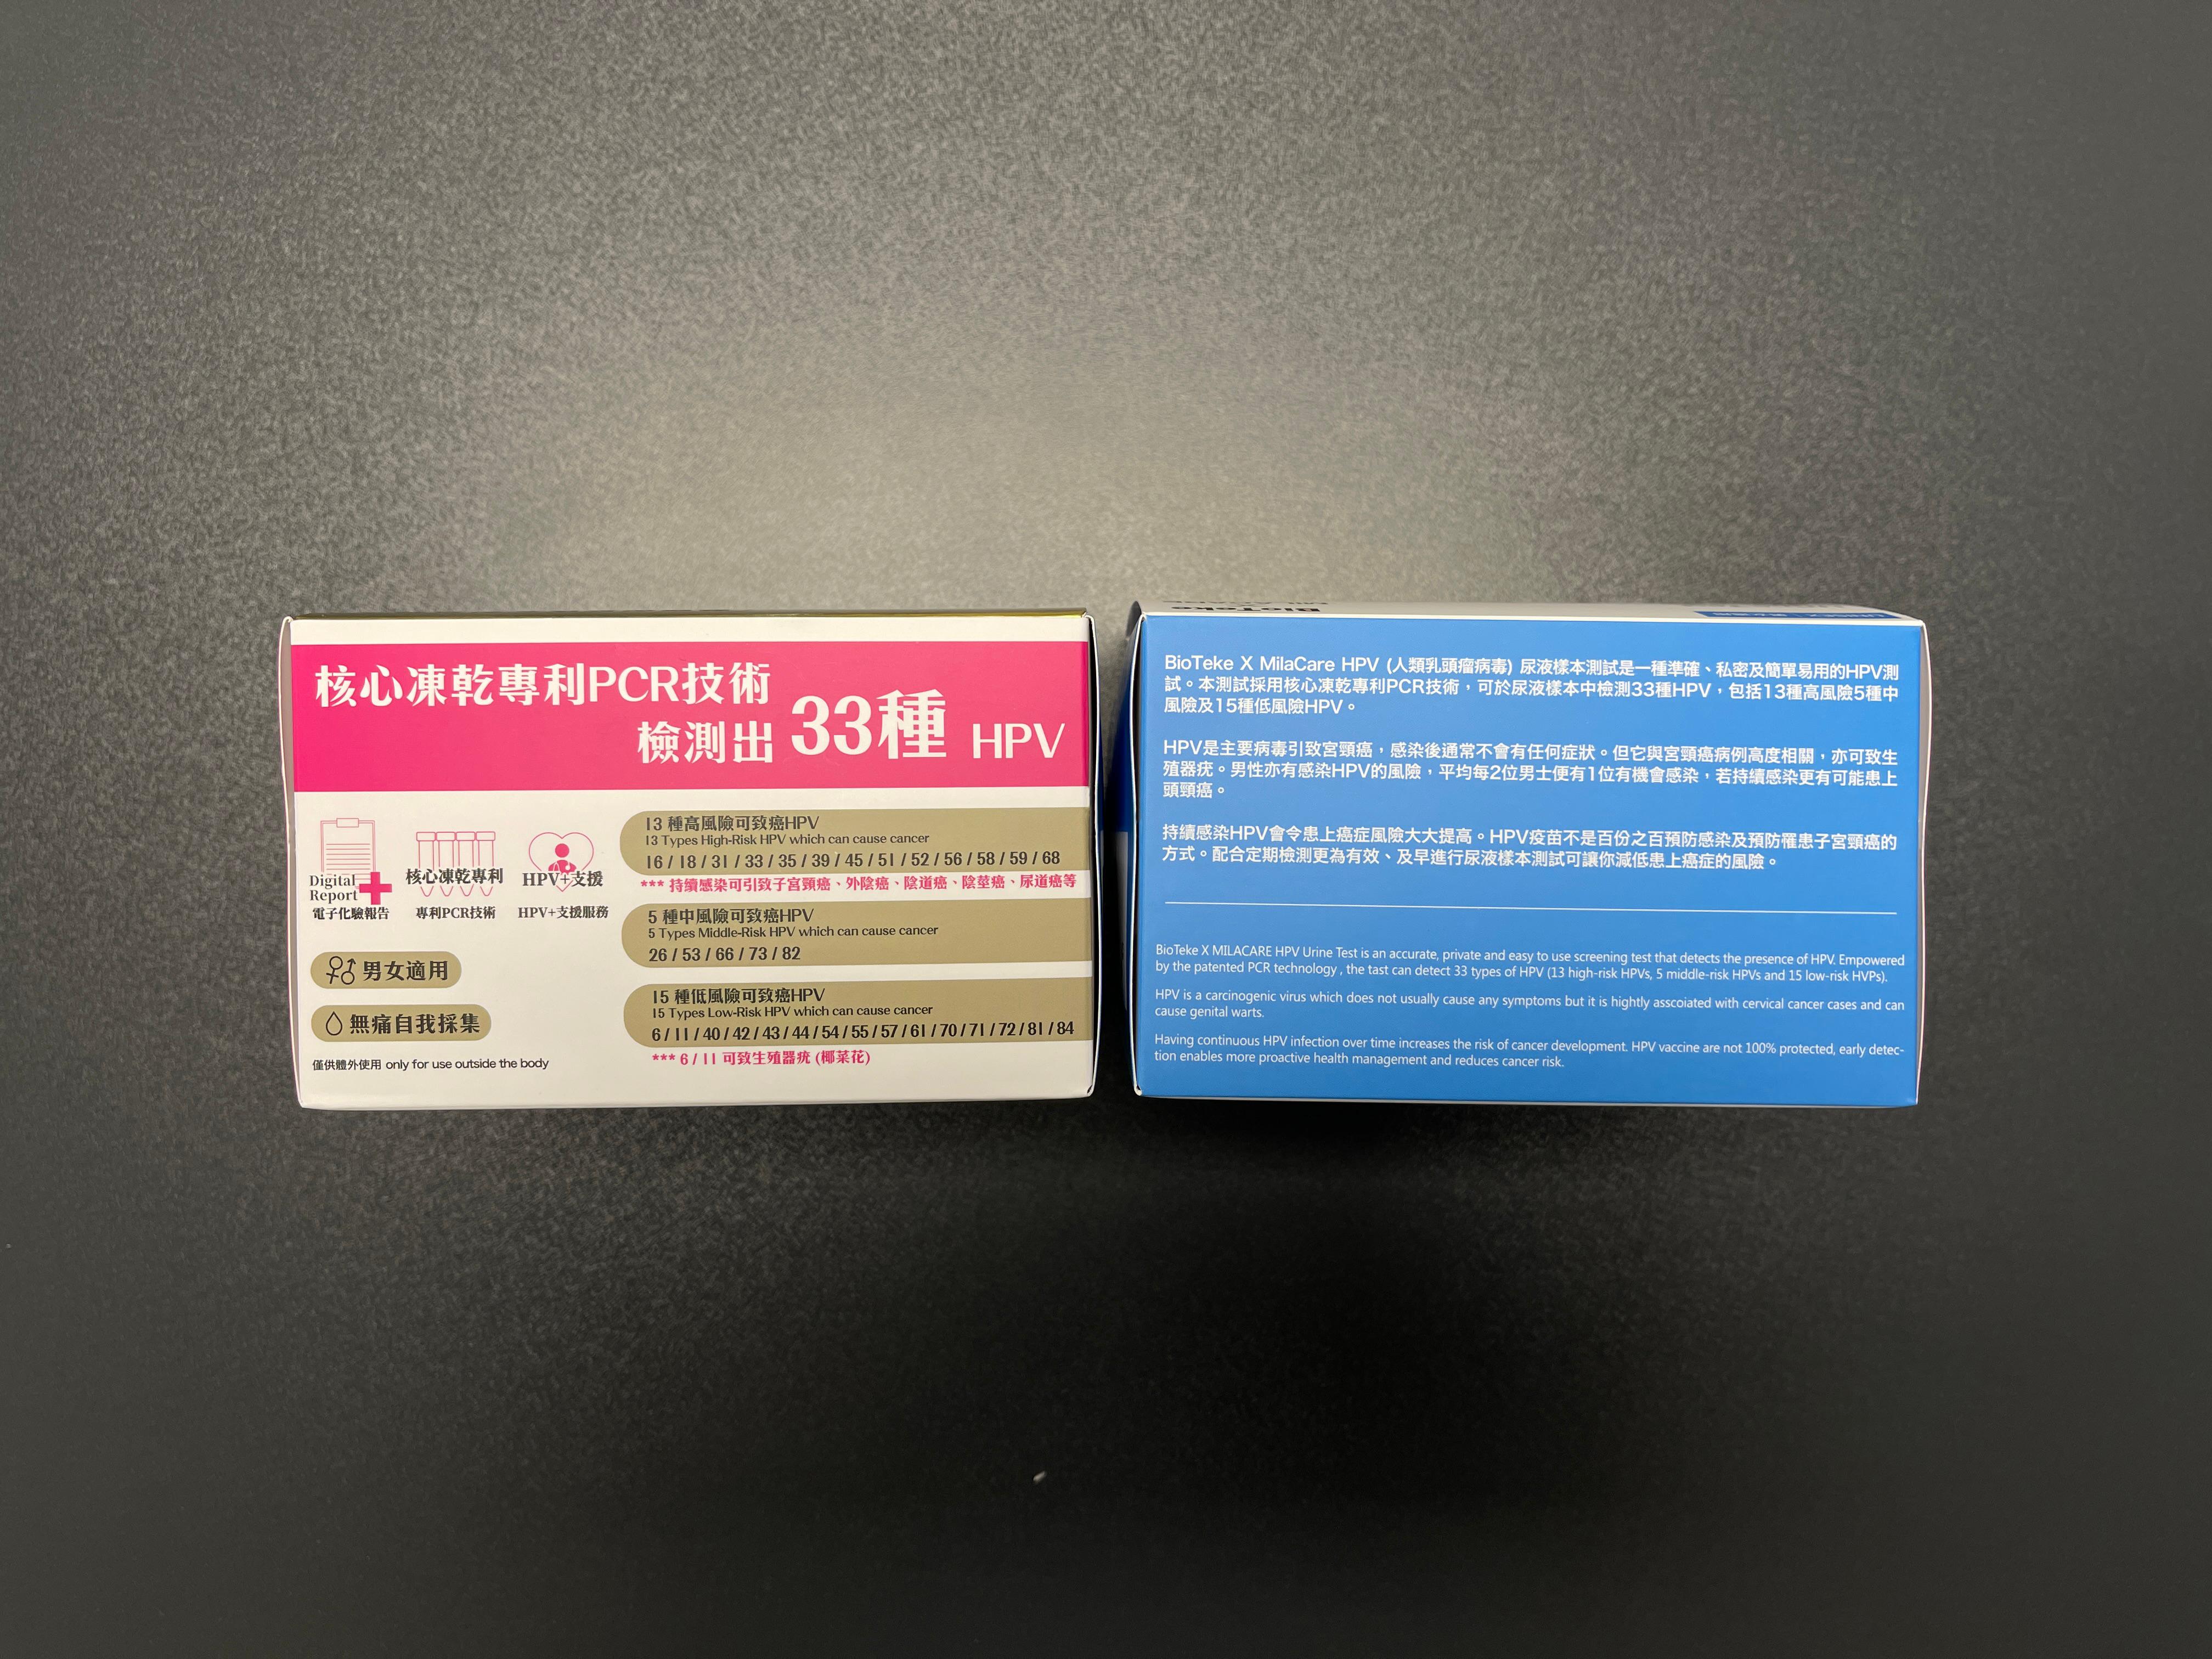 核心凍乾專利PCR技術
檢測出 33種 HPV
Digital
Report
電子化驗報告
核心凍乾專利
專利PCR技術
HPV+支援
HPV+支援服務
男女適用
無痛自我採集
僅供體外使用 only for use outside the body
13 種高風險可致癌HPV
13 Types High-Risk HPV which can cause cancer
16 / 18 / 31 / 33 / 35 / 39 / 45 / 51 / 52 / 56 / 58 / 59 / 68
*** 持續感染可引致子宮頸癌、外陰癌、陰道癌、陰莖癌、尿道癌等
5 種中風險可致癌HPV
5 Types Middle-Risk HPV which can cause cancer
26 / 53 / 66 / 73 / 82
15 種低風險可致癌HPV
15 Types Low-Risk HPV which can cause cancer
6 / 11 / 40 / 42 / 43 / 44 / 54 / 55 / 57 / 61 / 70 / 71 / 72 / 81 / 84
*** 6 / 11 可致生殖器疣 (椰菜花)
BioTeke
BioTeke X MilaCare HPV (人類乳頭瘤病毒) 尿液樣本測試是一種準確、私密及簡單易用的HPV測
試。本測試採用核心凍乾專利PCR技術，可於尿液樣本中檢測33種HPV，包括13種高風險5種中
風險及15種低風險HPV。
HPV是主要病毒引致宮頸癌，感染後通常不會有任何症狀。但它與宮頸癌病例高度相關，亦可致生
殖器疣。男性亦有感染HPV的風險，平均每2位男士便有1位有機會感染，若持續感染更有可能患上
頭頸癌。
持續感染HPV會令患上癌症風險大大提高。HPV疫苗不是百份之百預防感染及預防罹患子宮頸癌的
方式。配合定期檢測更為有效、及早進行尿液樣本測試可讓你減低患上癌症的風險。
BioTeke X MILACARE HPV Urine Test is an accurate, private and easy to use screening test that detects the presence of HPV. Empowered
by the patented PCR technology , the tast can detect 33 types of HPV (13 high-risk HPVs, 5 middle-risk HPVs and 15 low-risk HVPs).
HPV is a carcinogenic virus which does not usually cause any symptoms but it is hightly asscoiated with cervical cancer cases and can
cause genital warts.
Having continuous HPV infection over time increases the risk of cancer development. HPV vaccine are not 100% protected, early detec-
tion enables more proactive health management and reduces cancer risk.